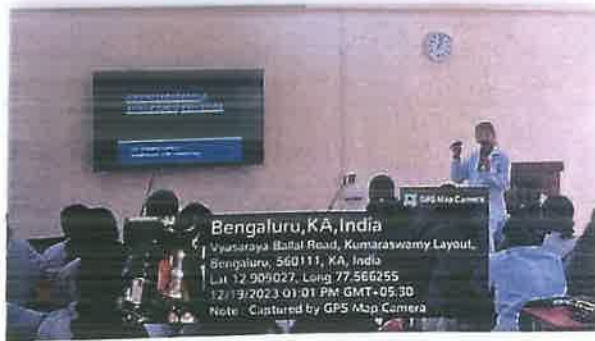 GPS Map Camera
Bengaluru,KA,India
Vyasaraya Ballal Road, Kumaraswamy Layout,
Bengaluru, 560111, KA, India
Lat 12.909027, Long 77.566255
12/19/2023 01:01 PM GMT+05:30
Note : Captured by GPS Map Camera